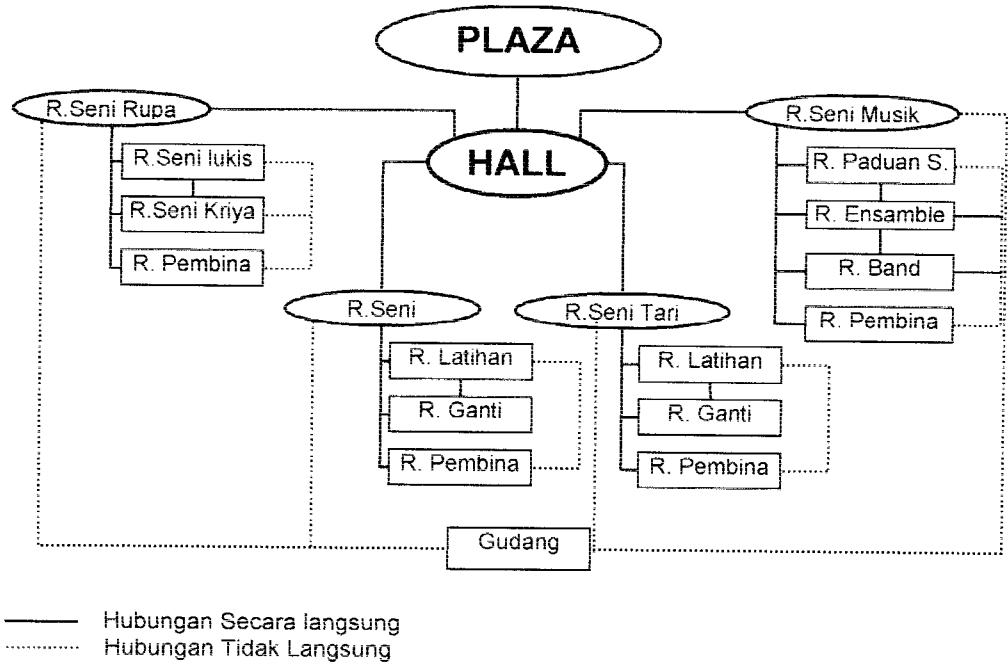 PLAZA
R.Seni Rupa
HALL
R.Seni Musik
R.Seni lukis
R.Seni Kriya
R. Pembina
R. Paduan S.
R. Ensamble
R. Band
R. Pembina
R.Seni
R. Latihan
R. Ganti
R. Pembina
R.Seni Tari
R. Latihan
R. Ganti
R. Pembina
Gudang
Hubungan Secara langsung
Hubungan Tidak Langsung